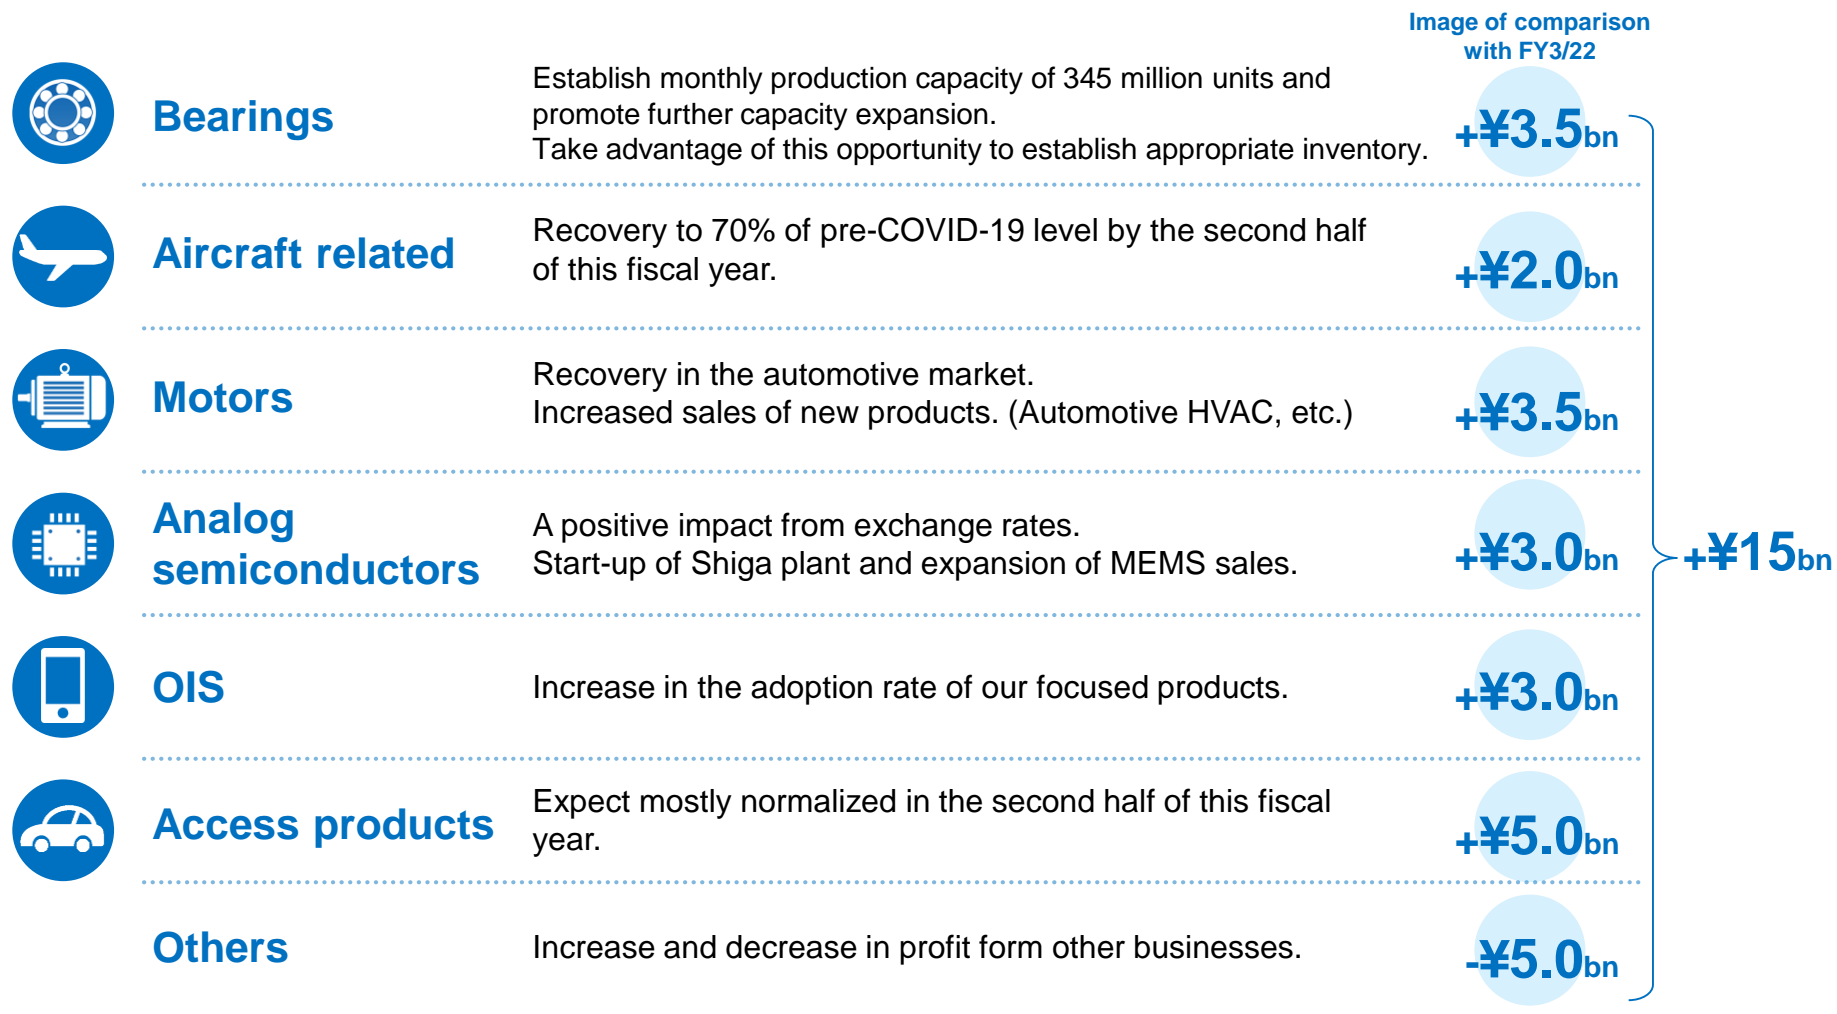 Image of comparison
with FY3/22
Bearings
Establish monthly production capacity of 345 million units and
promote further capacity expansion.
Take advantage of this opportunity to establish appropriate inventory.
+¥3.5bn
Aircraft related
Recovery to 70% of pre-COVID-19 level by the second half
of this fiscal year.
+¥2.0bn
Motors
Recovery in the automotive market.
Increased sales of new products. (Automotive HVAC, etc.)
+¥3.5bn
Analog
semiconductors
A positive impact from exchange rates.
Start-up of Shiga plant and expansion of MEMS sales.
+¥3.0bn
+¥15bn
OIS
Increase in the adoption rate of our focused products.
+¥3.0bn
Access products
Expect mostly normalized in the second half of this fiscal
year.
+¥5.0bn
Others
Increase and decrease in profit form other businesses.
-¥5.0bn